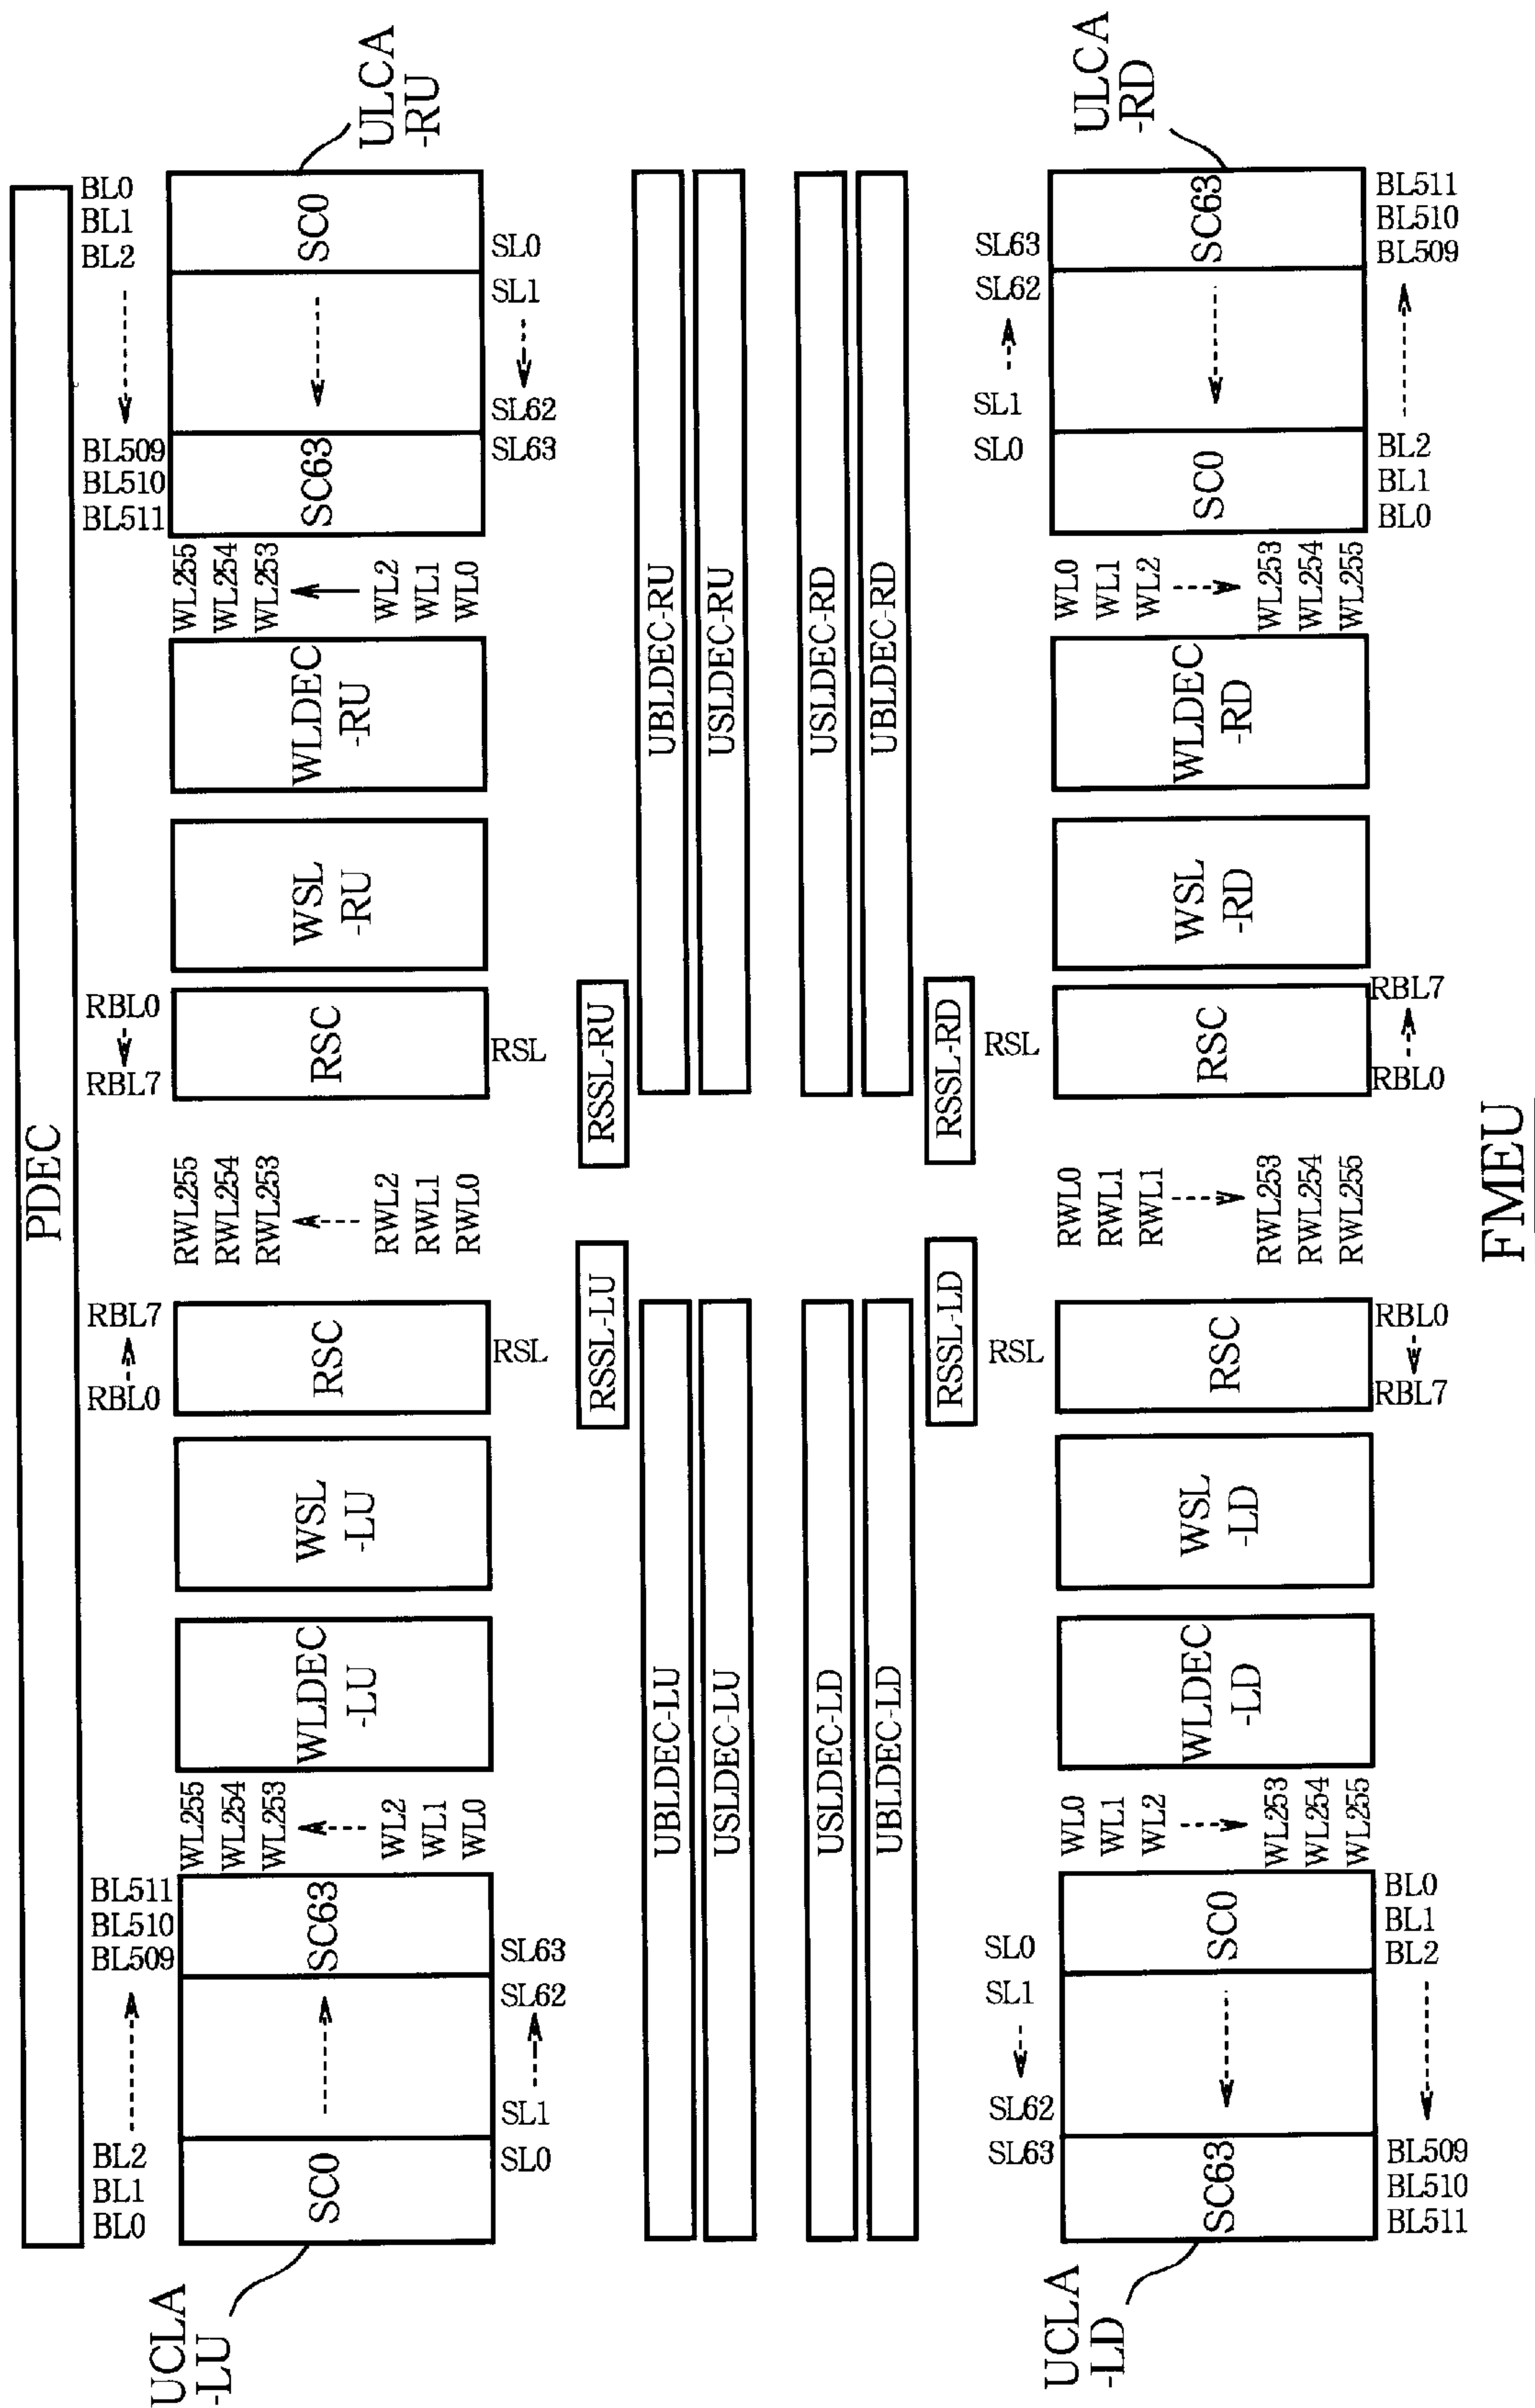 PDEC
BL0
BL1
BL2
BL509
BL510
BL511
RBL0
RBL7
RBL7
RBL0
BL511
BL510
BL509
BL2
BL1
BL0
UCLA
-LU
SC0
SC63
WL255
WL254
WL253
WL2
WL1
WL0
WLDEC
-LU
WSL
-LU
RSC
RWL255
RWL254
RWL253
RWL2
RWL1
RWL0
RSC
WSL
-RU
WLDEC
-RU
WL255
WL254
WL253
WL2
WL1
WL0
SC63
SC0
ULCA
-RU
SL0
SL1
SL62
SL63
RSL
RSL
SL63
SL62
SL1
SL0
RSSL-LU
RSSL-RU
UBLDEC-LU
UBLDEC-RU
USLDEC-LU
USLDEC-RU
USLDEC-LD
USLDEC-RD
UBLDEC-LD
UBLDEC-RD
RSSL-LD
RSSL-RD
SL63
SL62
SL1
SL0
RSL
RSL
SL0
SL1
SL62
SL63
UCLA
-LD
SC63
SC0
WL0
WL1
WL2
WL253
WL254
WL255
WLDEC
-LD
WSL
-LD
RSC
RWL0
RWL1
RWL1
RWL253
RWL254
RWL255
RSC
WSL
-RD
WLDEC
-RD
WL0
WL1
WL2
WL253
WL254
WL255
SC0
SC63
ULCA
-RD
BL511
BL510
BL509
BL2
BL1
BL0
RBL7
RBL0
RBL0
RBL7
BL0
BL1
BL2
BL509
BL510
BL511
FMEU